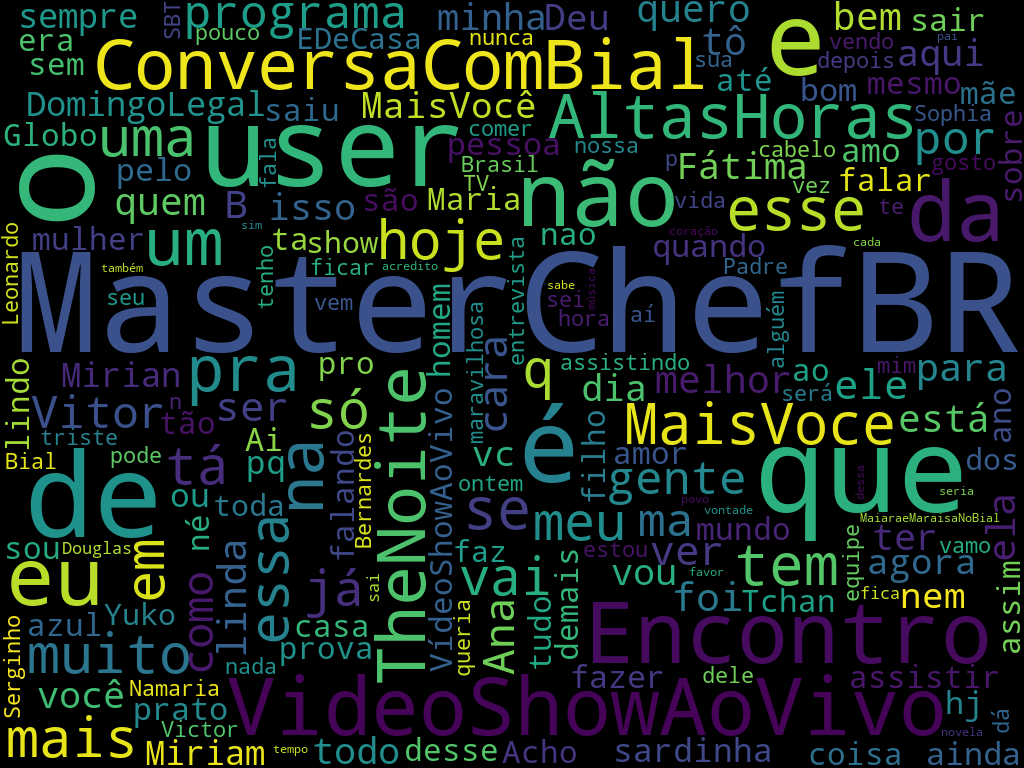 sempre
SBT
programa
minha
Deu
quero
e
bem
sair
era
pouco
EDeCasa
nunca
tô
sua
vendo
pai
sem
ConversaComBial
até
depois
aqui
DomingoLegal
saiu
MaisVocê
AltasHoras
bom
mesmo
mãe
Globo
uma
fala
user
comer
pessoa
nossa
p
cabelo
amo
Sophia
por
gosto
sobre
o
pelo
Brasil
TV
não
Fátima
vez
falar
quem
B
isso
são
Maria
vida
esse
te
da
Leonardo
mulher
um
sim
ta
show
hoje
nao
quando
cada
também
tenho
ficar
acredito
entrevista
coração
Padre
MasterChefBR
seu
vem
homem
sabe
sei
música
hora
aí
alguém
lindo
Mirian
pra
pro
maravilhosa
cara
q
assistindo
dia
melhor
ao
será
mim
ele
para
Vitor
n
tão
ser
só
TheNoite
VideoShowAoVivo
é
filho
MaisVoce
está
ano
triste
Ai
Bial
pode
tá
pq
na
falando
Bernardes
vc
ontem
amor
gente
que
dessa
dos
seria
de
ou
toda
se
meu
ma
povo
vontade
mundo
MaiaraeMaraisaNoBial
ela
sou
Douglas
em
né
linda
essa
já
sai
faz
estou
ver
ter
vamo
equipe
agora
assim
eu
como
vai
demais
vou
favor
tem
fica
nem
azul
Yuko
casa
queria
Ana
tudo
foi
Tchan
Serginho
muito
nada
prova
Encontro
você
Namaria
fazer
dele
assistir
prato
Victor
VideoShowAoVivo
hj
dá
novela
mais
Miriam
tempo
todo
desse
Acho
sardinha
coisa
ainda